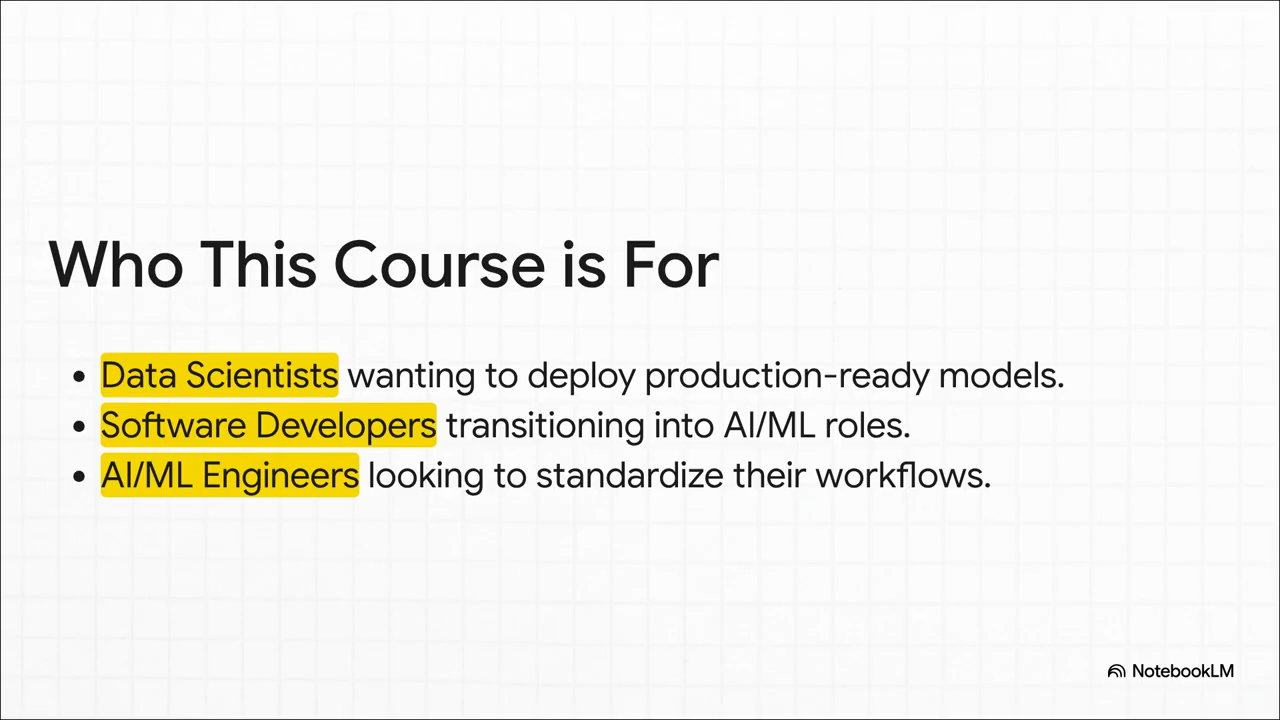 Who This Course is For
• Data Scientists wanting to deploy production-ready models.
• Software Developers transitioning into AI/ML roles.
• AI/ML Engineers looking to standardize their workflows.
NotebookLM